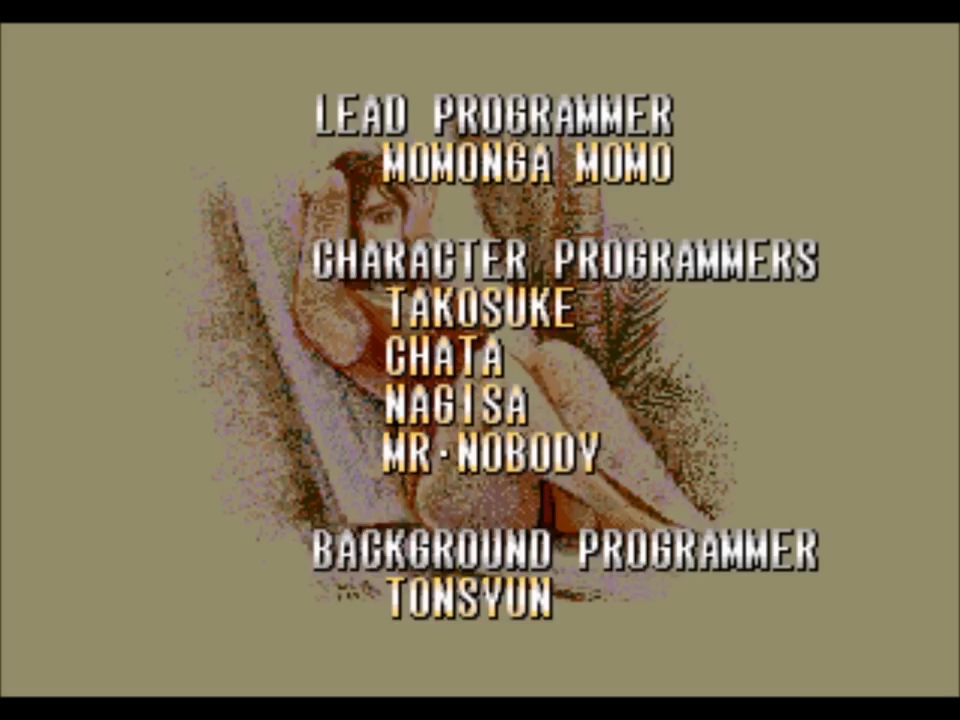 LEAD PROGRAMMER
MOMONGA MOMO
CHARACTER PROGRAMMERS
TAKOSUKE
CHATA
NAGISA
MR·NOBODY
BACKGROUND PROGRAMMER
TONSYUN